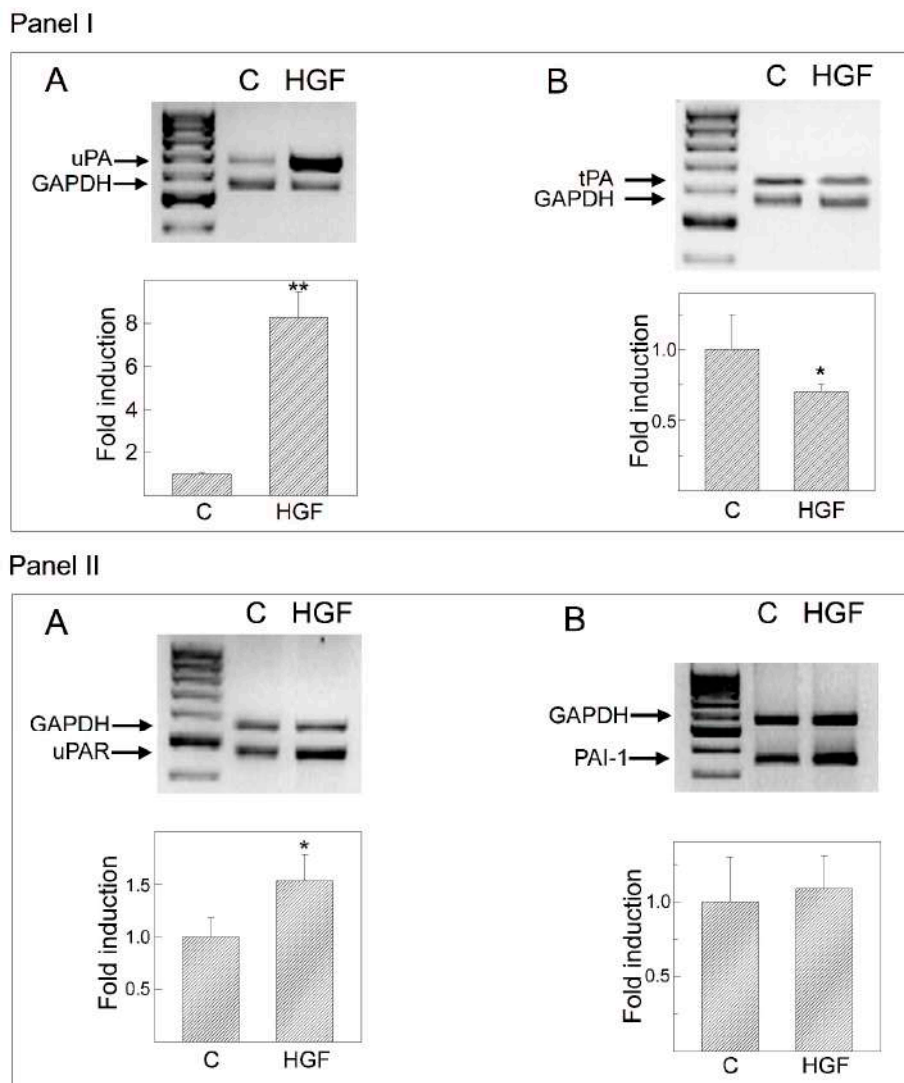 Panel I
A
C HGF
uPA
GAPDH
Fold induction
8
6
4
2
**
C HGF
B
C HGF
tPA
GAPDH
Fold induction
1.0
0.5
*
C HGF
Panel II
A
C HGF
GAPDH
uPAR
Fold induction
1.5
1.0
0.5
*
C HGF
B
C HGF
GAPDH
PAI-1
Fold induction
1.0
0.5
C HGF